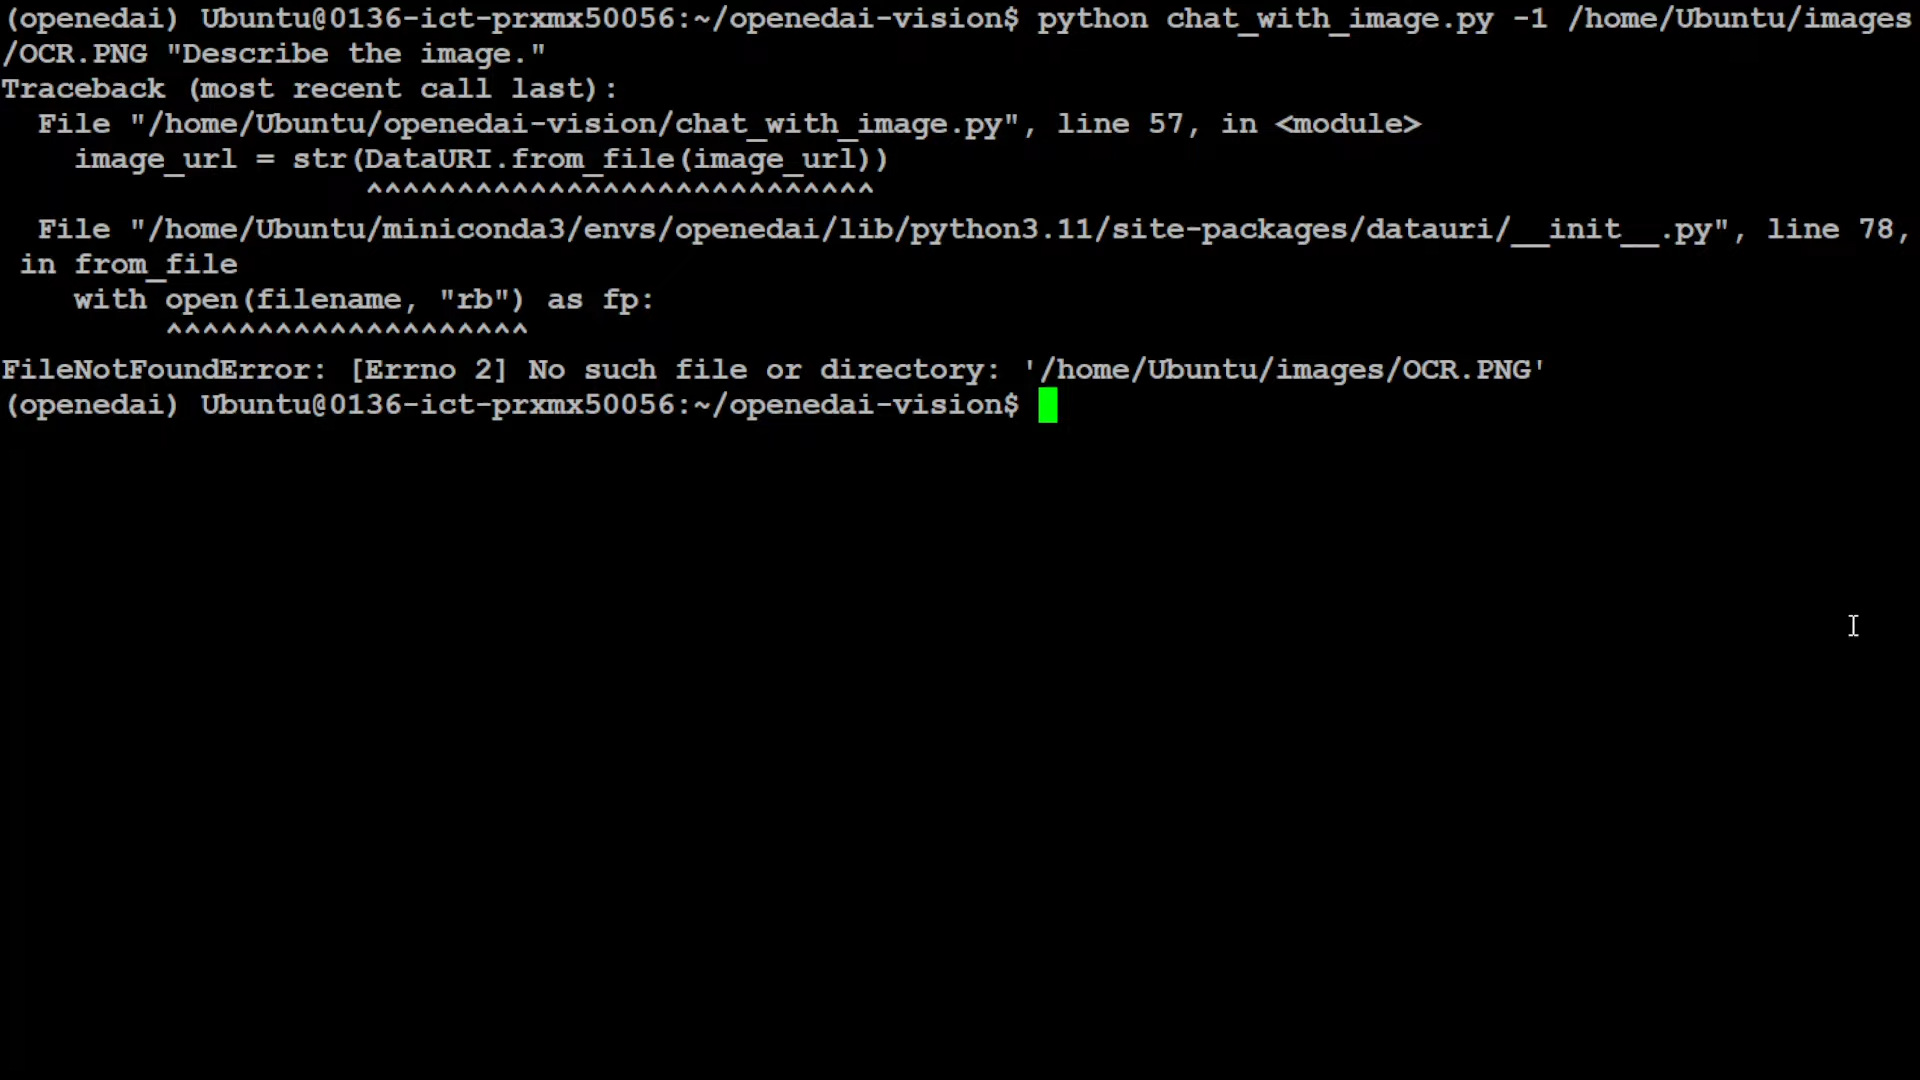 (openedai) Ubuntu@0136-ict-prxmx50056:~/openedai-vision$ python chat_with_image.py -1 /home/Ubuntu/images
/OCR.PNG "Describe the image."
Traceback (most recent call last):
  File "/home/Ubuntu/openedai-vision/chat_with_image.py", line 57, in <module>
    image_url = str(DataURI.from_file(image_url))
                    ^^^^^^^^^^^^^^^^^^^^^^^^^^^^
  File "/home/Ubuntu/miniconda3/envs/openedai/lib/python3.11/site-packages/datauri/__init__.py", line 78,
 in from_file
    with open(filename, "rb") as fp:
         ^^^^^^^^^^^^^^^^^^^^
FileNotFoundError: [Errno 2] No such file or directory: '/home/Ubuntu/images/OCR.PNG'
(openedai) Ubuntu@0136-ict-prxmx50056:~/openedai-vision$